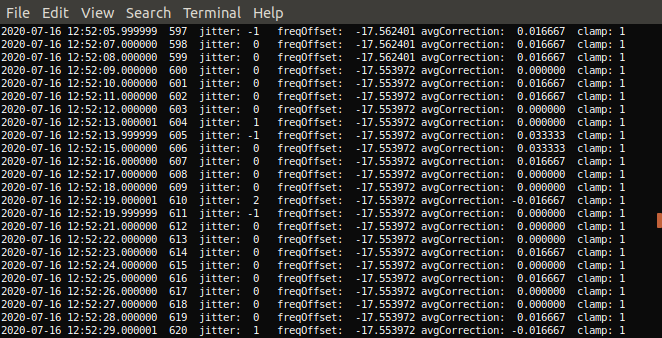 File Edit View Search Terminal Help
2020-07-16 12:52:05.999999 597 jitter: -1 freqOffset: -17.562401 avgCorrection: 0.016667 clamp: 1
2020-07-16 12:52:07.000000 598 jitter: 0 freqOffset: -17.562401 avgCorrection: 0.016667 clamp: 1
2020-07-16 12:52:08.000000 599 jitter: 0 freqOffset: -17.562401 avgCorrection: 0.016667 clamp: 1
2020-07-16 12:52:09.000000 600 jitter: 0 freqOffset: -17.553972 avgCorrection: 0.000000 clamp: 1
2020-07-16 12:52:10.000000 601 jitter: 0 freqOffset: -17.553972 avgCorrection: 0.016667 clamp: 1
2020-07-16 12:52:11.000000 602 jitter: 0 freqOffset: -17.553972 avgCorrection: 0.016667 clamp: 1
2020-07-16 12:52:12.000000 603 jitter: 0 freqOffset: -17.553972 avgCorrection: 0.000000 clamp: 1
2020-07-16 12:52:13.000001 604 jitter: 1 freqOffset: -17.553972 avgCorrection: 0.000000 clamp: 1
2020-07-16 12:52:13.999999 605 jitter: -1 freqOffset: -17.553972 avgCorrection: 0.033333 clamp: 1
2020-07-16 12:52:15.000000 606 jitter: 0 freqOffset: -17.553972 avgCorrection: 0.033333 clamp: 1
2020-07-16 12:52:16.000000 607 jitter: 0 freqOffset: -17.553972 avgCorrection: 0.016667 clamp: 1
2020-07-16 12:52:17.000000 608 jitter: 0 freqOffset: -17.553972 avgCorrection: 0.000000 clamp: 1
2020-07-16 12:52:18.000000 609 jitter: 0 freqOffset: -17.553972 avgCorrection: 0.000000 clamp: 1
2020-07-16 12:52:19.000001 610 jitter: 2 freqOffset: -17.553972 avgCorrection: -0.016667 clamp: 1
2020-07-16 12:52:19.999999 611 jitter: -1 freqOffset: -17.553972 avgCorrection: 0.000000 clamp: 1
2020-07-16 12:52:21.000000 612 jitter: 0 freqOffset: -17.553972 avgCorrection: 0.000000 clamp: 1
2020-07-16 12:52:22.000000 613 jitter: 0 freqOffset: -17.553972 avgCorrection: 0.000000 clamp: 1
2020-07-16 12:52:23.000000 614 jitter: 0 freqOffset: -17.553972 avgCorrection: 0.016667 clamp: 1
2020-07-16 12:52:24.000000 615 jitter: 0 freqOffset: -17.553972 avgCorrection: 0.000000 clamp: 1
2020-07-16 12:52:25.000000 616 jitter: 0 freqOffset: -17.553972 avgCorrection: 0.016667 clamp: 1
2020-07-16 12:52:26.000000 617 jitter: 0 freqOffset: -17.553972 avgCorrection: 0.000000 clamp: 1
2020-07-16 12:52:27.000000 618 jitter: 0 freqOffset: -17.553972 avgCorrection: 0.000000 clamp: 1
2020-07-16 12:52:28.000000 619 jitter: 0 freqOffset: -17.553972 avgCorrection: 0.016667 clamp: 1
2020-07-16 12:52:29.000001 620 jitter: 1 freqOffset: -17.553972 avgCorrection: -0.016667 clamp: 1